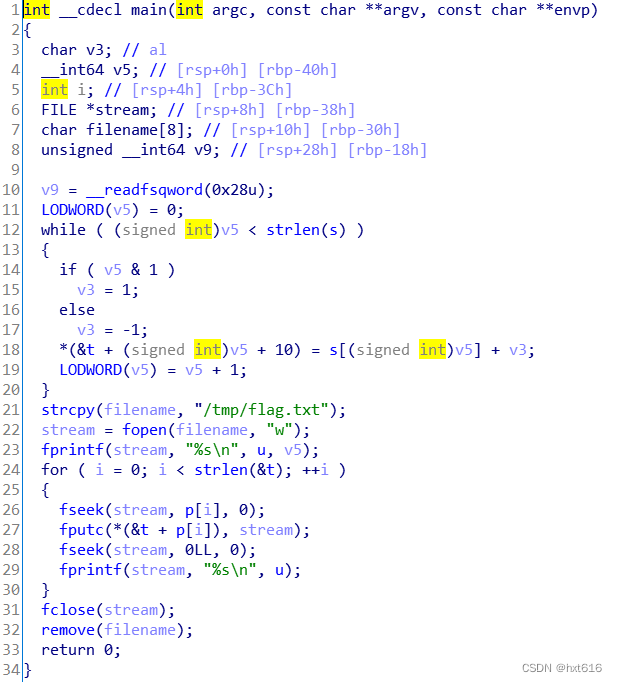 1 int __cdecl main(int argc, const char **argv, const char **envp)
2 {
3 char v3; // al
4 __int64 v5; // [rsp+0h] [rbp-40h]
5 int i; // [rsp+4h] [rbp-3Ch]
6 FILE *stream; // [rsp+8h] [rbp-38h]
7 char filename[8]; // [rsp+10h] [rbp-30h]
8 unsigned __int64 v9; // [rsp+28h] [rbp-18h]
9
10 v9 = __readfsqword(0x28u);
11 LODWORD(v5) = 0;
12 while ( (signed int)v5 < strlen(s) )
13 {
14 if ( v5 & 1 )
15 v3 = 1;
16 else
17 v3 = -1;
18 *(&t + (signed int)v5 + 10) = s[(signed int)v5] + v3;
19 LODWORD(v5) = v5 + 1;
20 }
21 strcpy(filename, "/tmp/flag.txt");
22 stream = fopen(filename, "w");
23 fprintf(stream, "%s\n", u, v5);
24 for ( i = 0; i < strlen(&t); ++i )
25 {
26 fseek(stream, p[i], 0);
27 fputc(*(&t + p[i]), stream);
28 fseek(stream, 0LL, 0);
29 fprintf(stream, "%s\n", u);
30 }
31 fclose(stream);
32 remove(filename);
33 return 0;
34 }
CSDN @hxt616